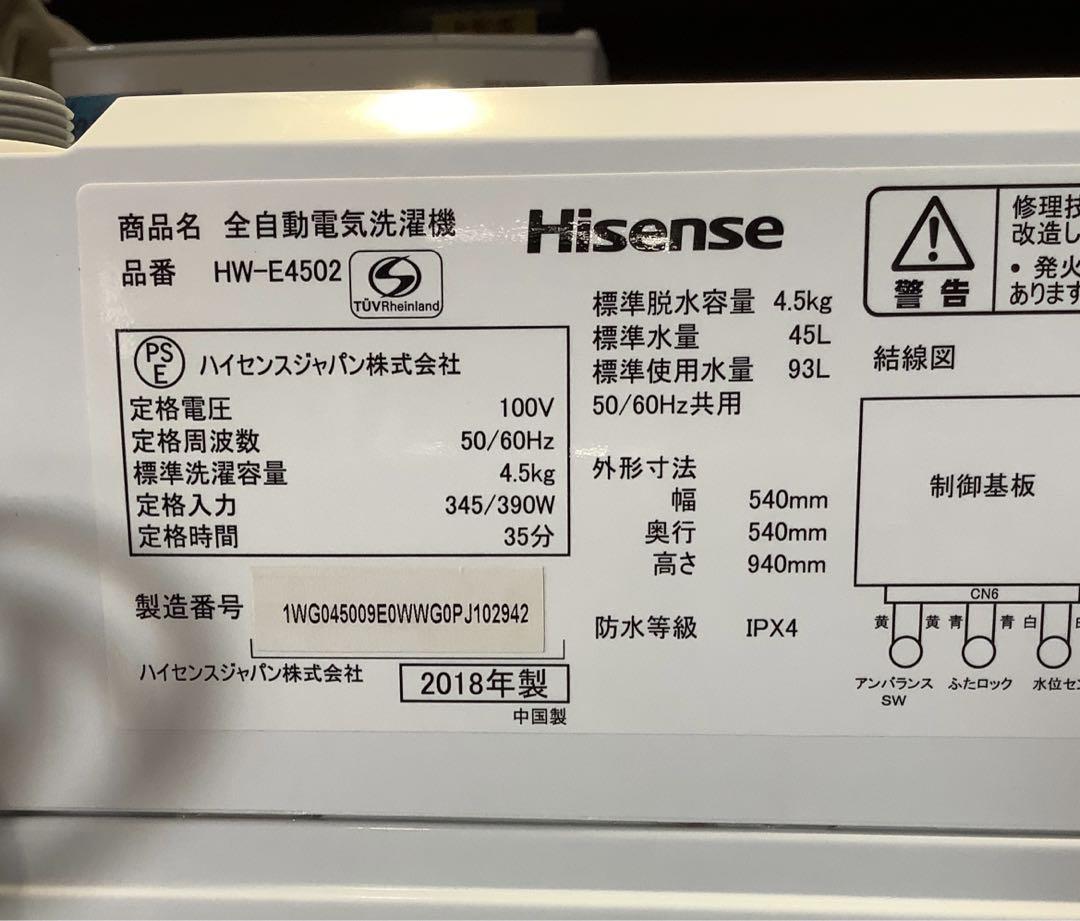 商品名 全自動電気洗濯機
品番 HW-E4502
TÜVRheinland
Hisense
PS
E
ハイセンスジャパン株式会社
定格電圧 100V
定格周波数 50/60Hz
標準洗濯容量 4.5kg
定格入力 345/390W
定格時間 35分
製造番号 1WG045009E0WWG0PJ102942
ハイセンスジャパン株式会社
2018年製
中国製
標準脱水容量 4.5kg
標準水量 45L
標準使用水量 93L
50/60Hz共用
外形寸法
幅 540mm
奥行 540mm
高さ 940mm
防水等級 IPX4
警告
修理技
改造し
・発火
あります
結線図
制御基板
CN6
黄 黄 青 青 白
アンバランス ふたロック 水位セン
SW